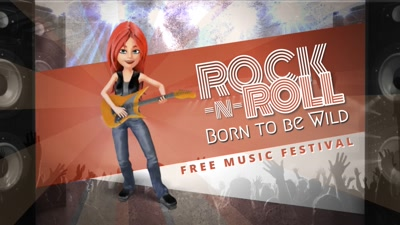 ROCK
-N-ROLL
BORN TO BE WILD
FREE MUSIC FESTIVAL